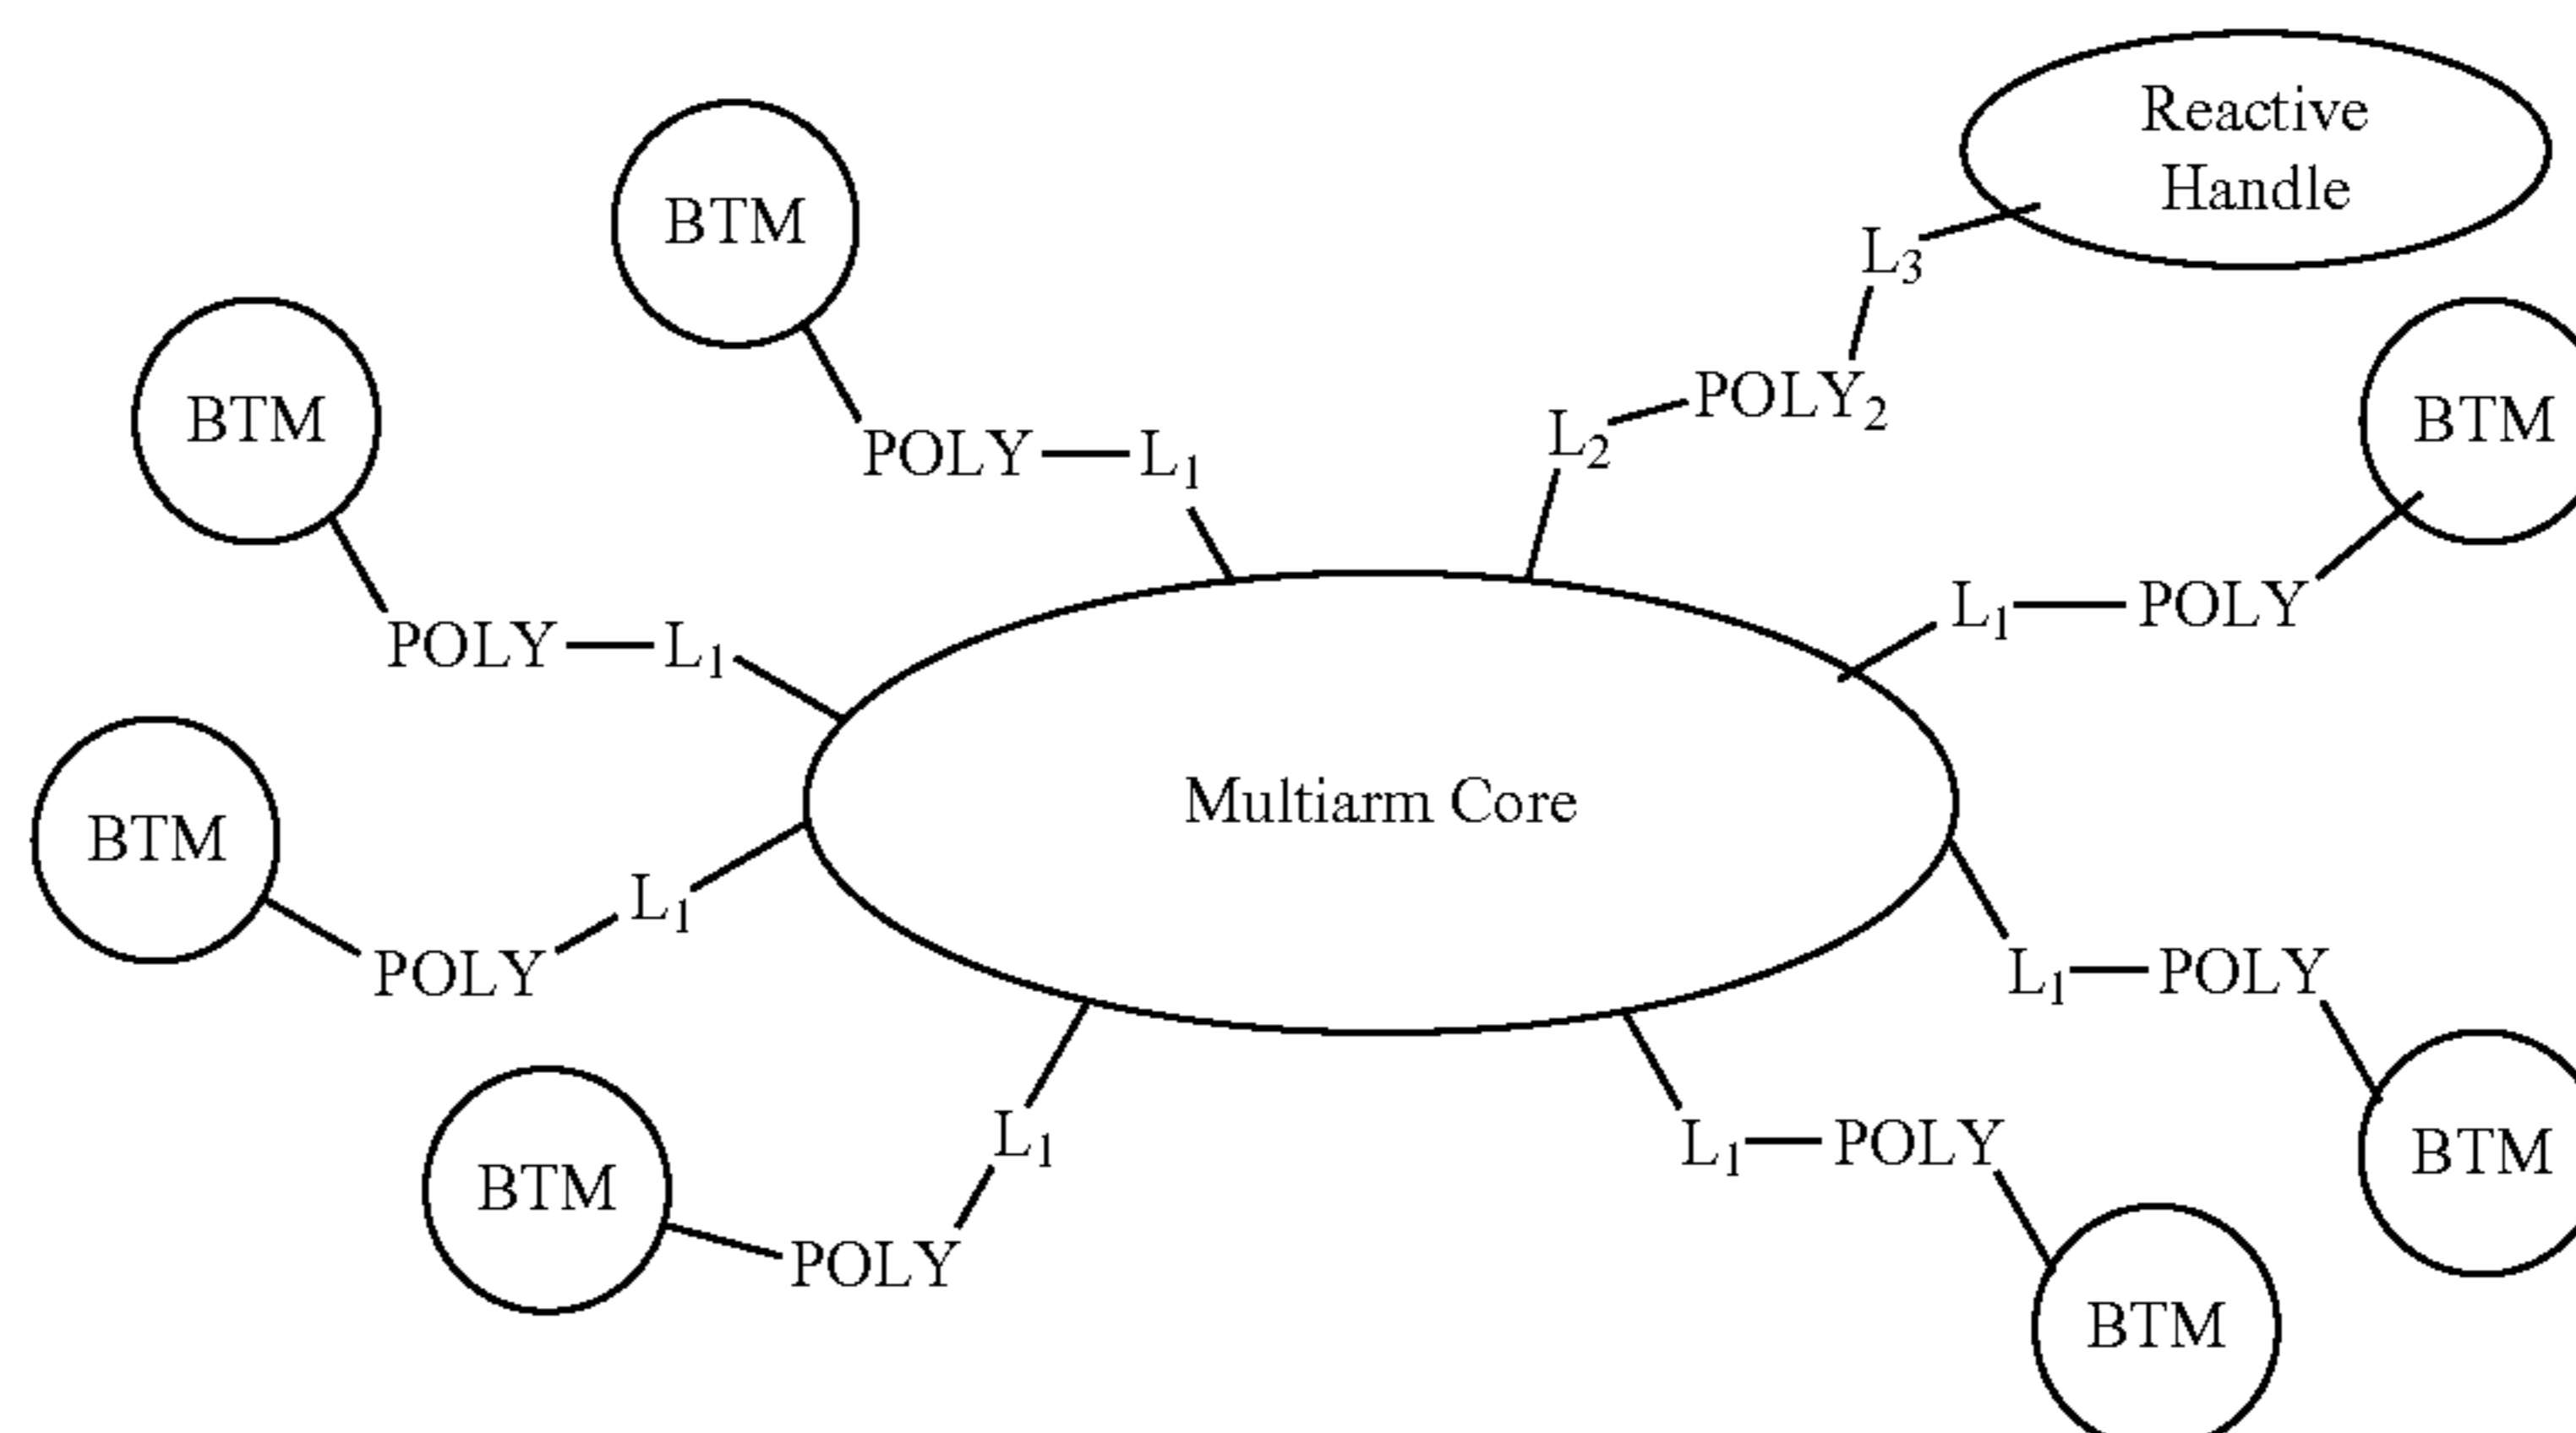 Reactive
Handle
BTM
L₃
BTM
POLY₂
BTM
L₂
POLY—L₁
L₁—POLY
POLY—L₁
Multiarm Core
BTM
L₁
POLY
L₁—POLY
L₁
L₁—POLY
BTM
BTM
POLY
BTM